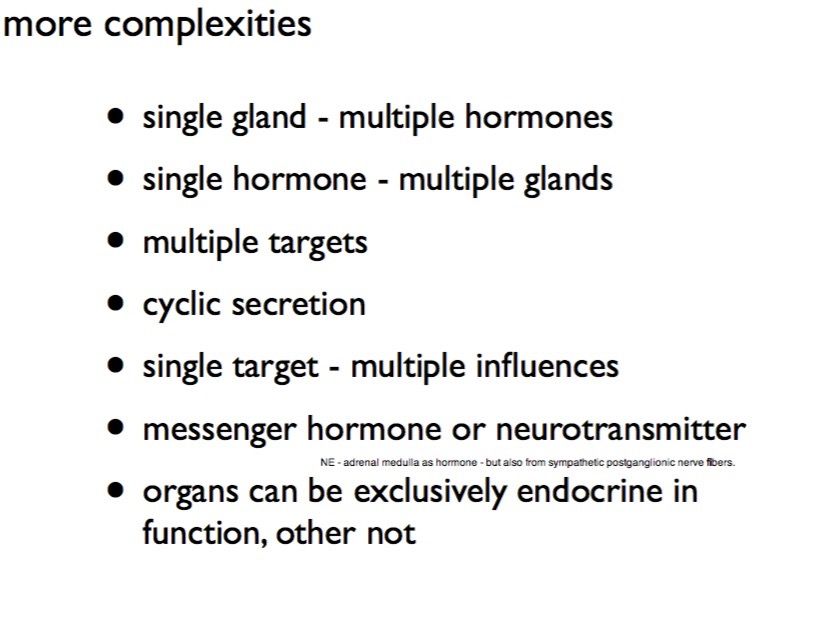 more complexities
• single gland - multiple hormones
• single hormone - multiple glands
• multiple targets
• cyclic secretion
• single target - multiple influences
• messenger hormone or neurotransmitter
NE - adrenal medulla as hormone - but also from sympathetic postganglionic nerve fibers.
• organs can be exclusively endocrine in
function, other not